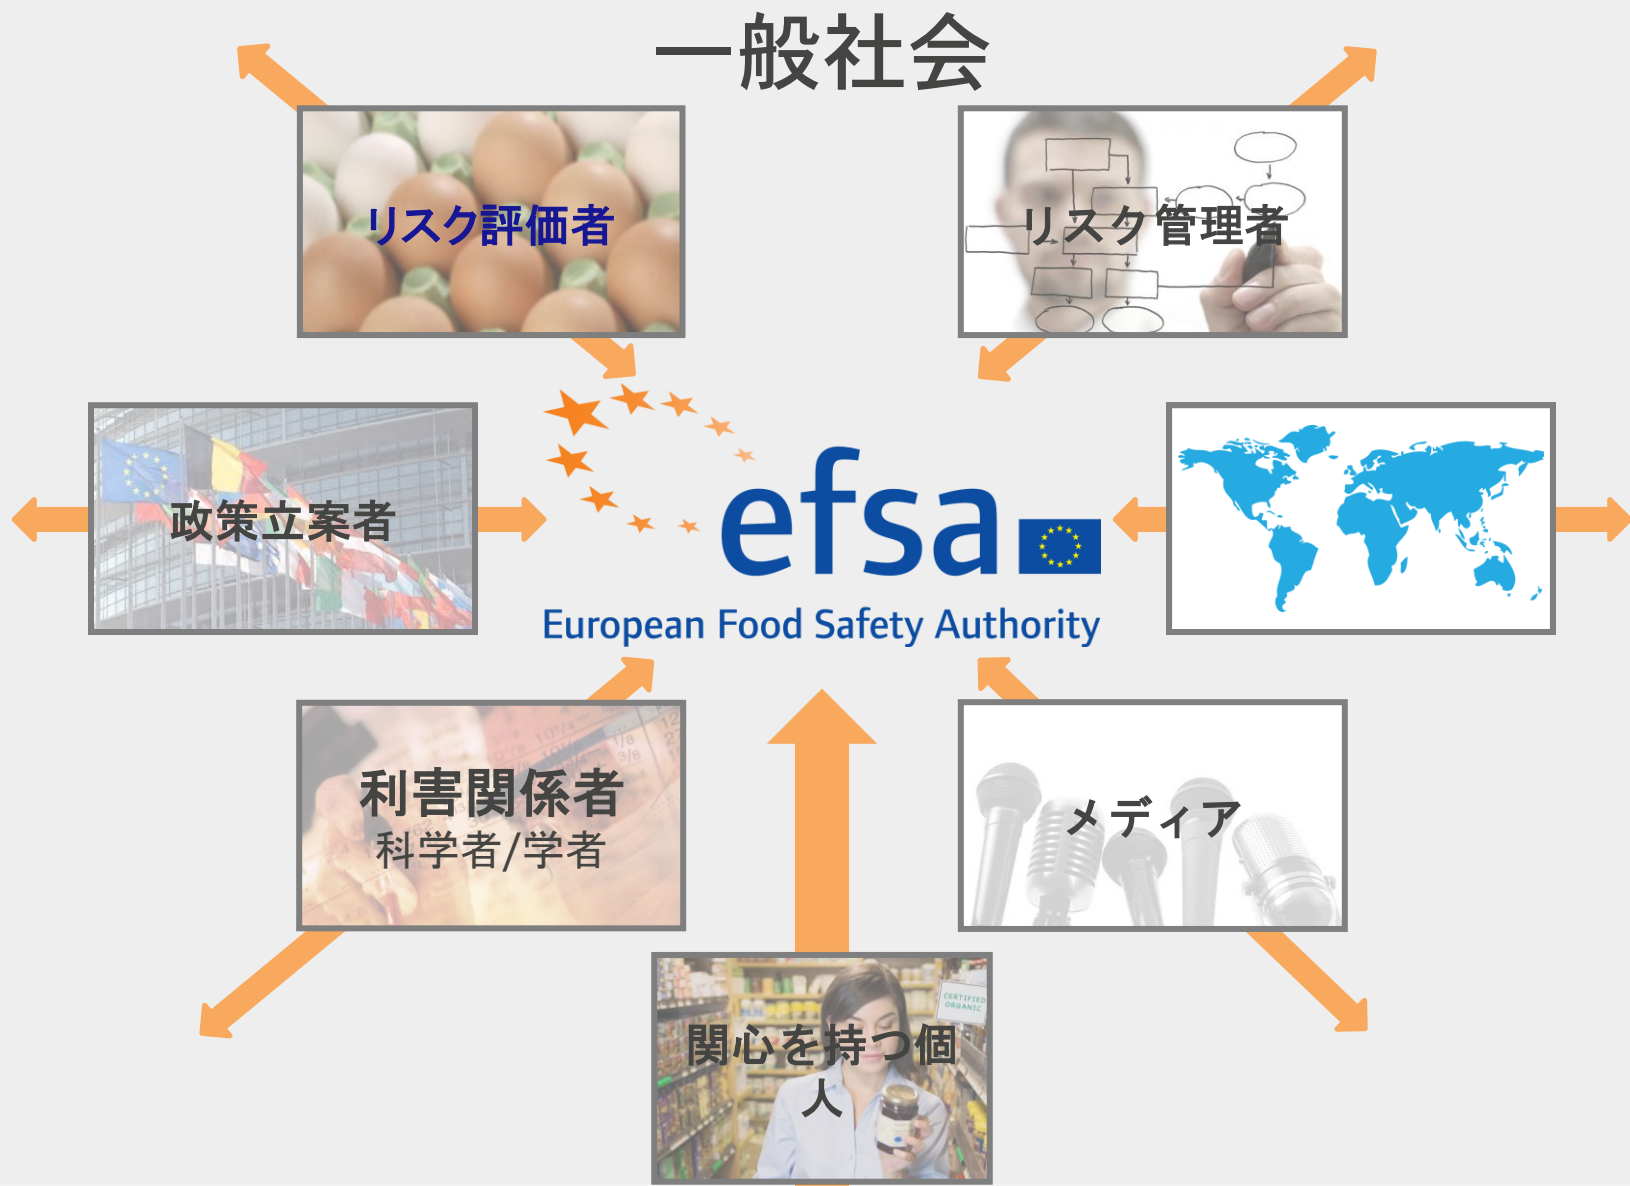 一般社会
リスク評価者
リスク管理者
政策立案者
efsa
European Food Safety Authority
利害関係者
科学者/学者
メディア
CERTIFIED
ORGANIC
関心を持つ個
人